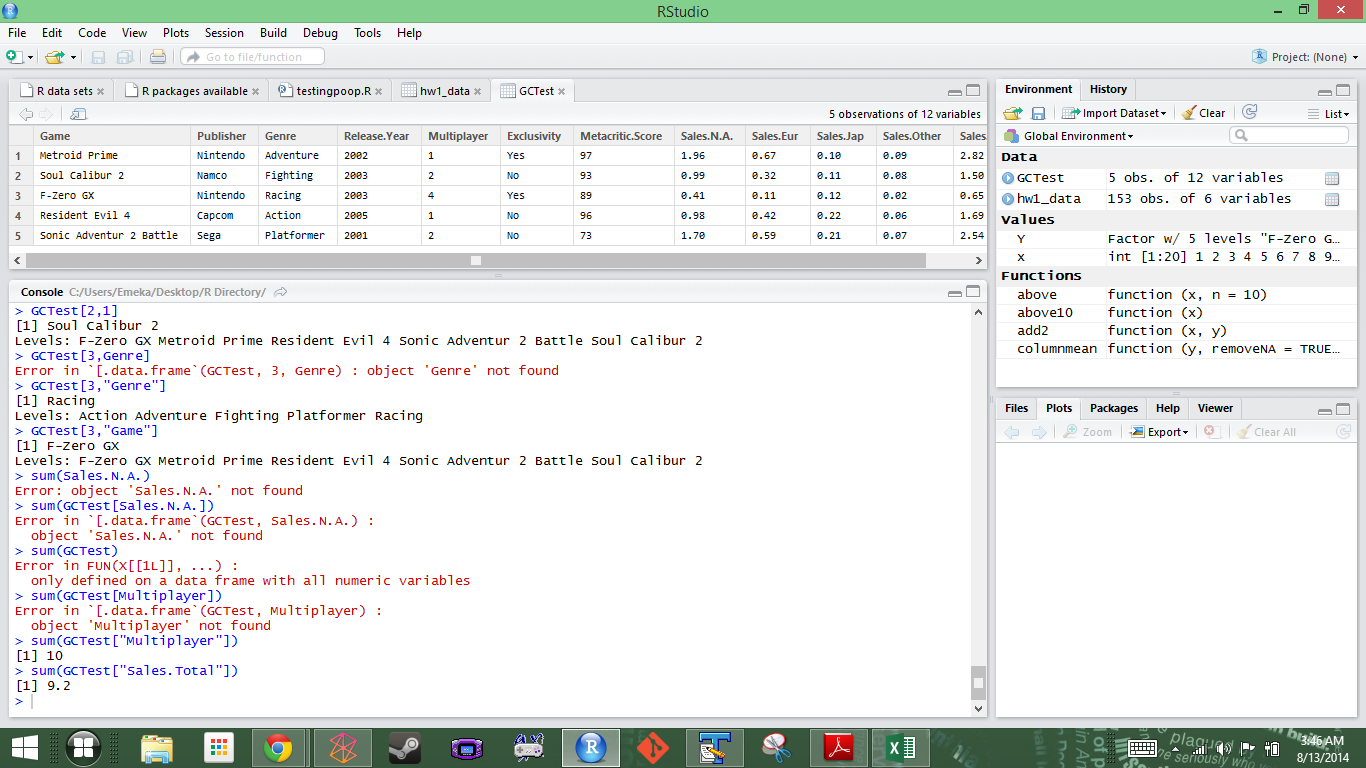 RStudio
File Edit Code View Plots Session Build Debug Tools Help
Go to file/function
Project: (None)
R data sets
R packages available
testingpoop.R
hw1_data
GCTest
5 observations of 12 variables
Game Publisher Genre Release.Year Multiplayer Exclusivity Metacritic.Score Sales.N.A. Sales.Eur Sales.Jap Sales.Other Sales
1 Metroid Prime Nintendo Adventure 2002 1 Yes 97 1.96 0.67 0.10 0.09 2.82
2 Soul Calibur 2 Namco Fighting 2003 2 No 93 0.99 0.32 0.11 0.08 1.50
3 F-Zero GX Nintendo Racing 2003 4 Yes 89 0.41 0.11 0.12 0.02 0.65
4 Resident Evil 4 Capcom Action 2005 1 No 96 0.98 0.42 0.22 0.06 1.69
5 Sonic Adventur 2 Battle Sega Platformer 2001 2 No 73 1.70 0.59 0.21 0.07 2.54
Console C:/Users/Emeka/Desktop/R Directory/
> GCTest[2,1]
[1] Soul Calibur 2
Levels: F-Zero GX Metroid Prime Resident Evil 4 Sonic Adventur 2 Battle Soul Calibur 2
> GCTest[3,Genre]
Error in `[.data.frame`(GCTest, 3, Genre) : object 'Genre' not found
> GCTest[3,"Genre"]
[1] Racing
Levels: Action Adventure Fighting Platformer Racing
> GCTest[3,"Game"]
[1] F-Zero GX
Levels: F-Zero GX Metroid Prime Resident Evil 4 Sonic Adventur 2 Battle Soul Calibur 2
> sum(Sales.N.A.)
Error: object 'Sales.N.A.' not found
> sum(GCTest[Sales.N.A.])
Error in `[.data.frame`(GCTest, Sales.N.A.) :
object 'Sales.N.A.' not found
> sum(GCTest)
Error in FUN(X[[1L]], ...) :
only defined on a data frame with all numeric variables
> sum(GCTest[Multiplayer])
Error in `[.data.frame`(GCTest, Multiplayer) :
object 'Multiplayer' not found
> sum(GCTest["Multiplayer"])
[1] 10
> sum(GCTest["Sales.Total"])
[1] 9.2
>
Environment History
Import Dataset Clear List
Global Environment
Data
GCTest 5 obs. of 12 variables
hw1_data 153 obs. of 6 variables
Values
Y Factor w/ 5 levels "F-Zero G…
x int [1:20] 1 2 3 4 5 6 7 8 9…
Functions
above function (x, n = 10)
above10 function (x)
add2 function (x, y)
columnmean function (y, removeNA = TRUE…
Files Plots Packages Help Viewer
Zoom Export Clear All
3:46 AM
8/13/2014